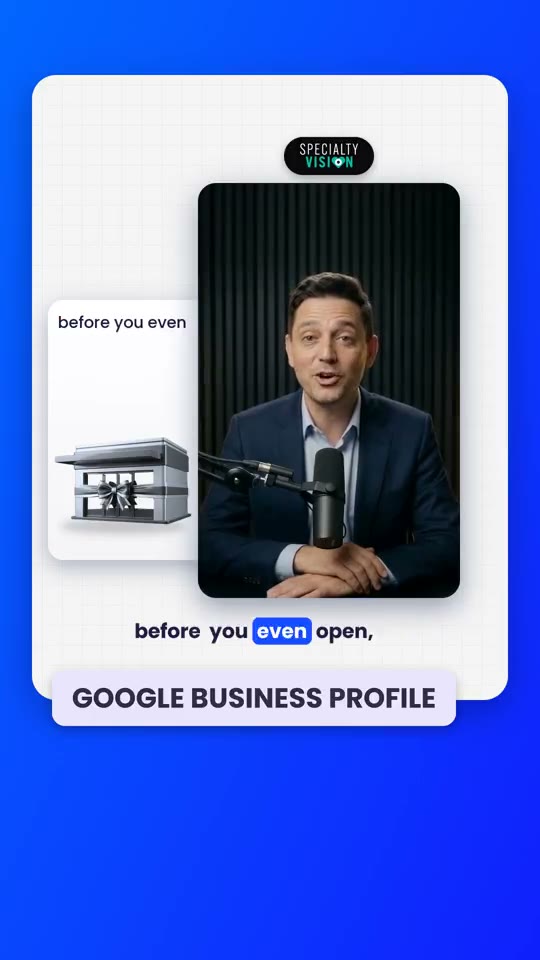 SPECIALTY
VISION
before you even
before you even open,
GOOGLE BUSINESS PROFILE